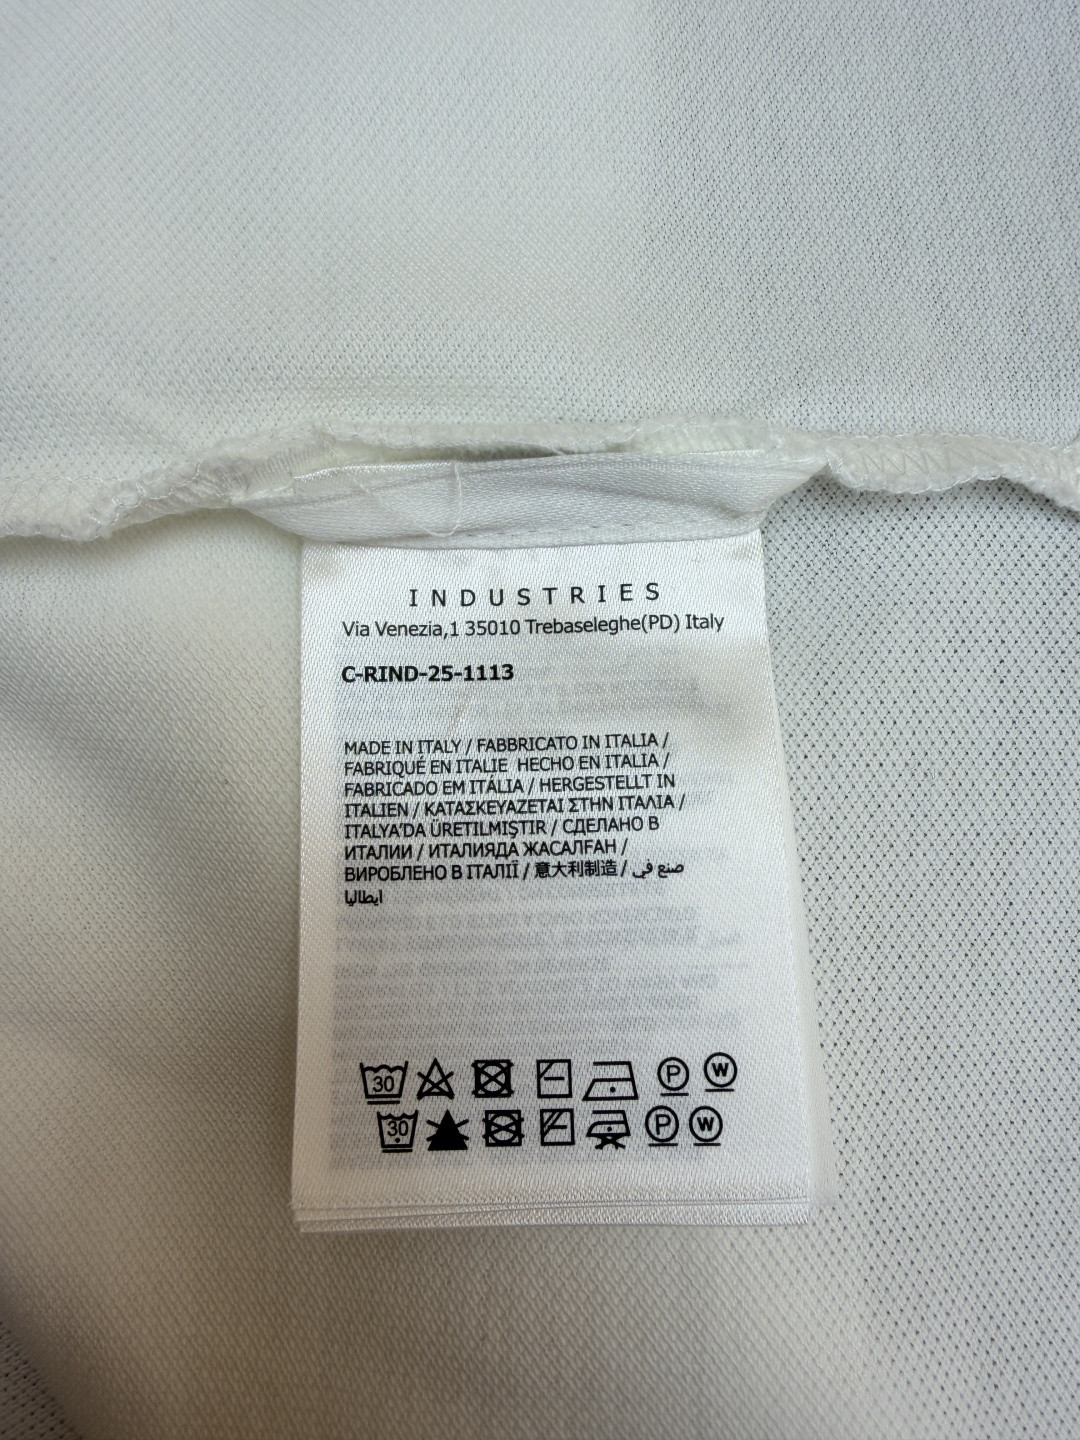 INDUSTRIES
Via Venezia,1 35010 Trebaseleghe(PD) Italy
C-RIND-25-1113
MADE IN ITALY / FABBRICATO IN ITALIA /
FABRIQUÉ EN ITALIE HECHO EN ITALIA /
FABRICADO EM ITÁLIA / HERGESTELLT IN
ITALIEN / ΚΑΤΑΣΚΕΥΑΖΕΤΑΙ ΣΤΗΝ ΙΤΑΛΙΑ /
ITALYA'DA ÜRETILMIŞTIR / СДЕЛАНО В
ИТАЛИИ / ИТАЛИЯДА ЖАСАЛҒАН /
ВИРОБЛЕНО В ІТАЛІЇ / 意大利制造 / صنع في
ايطاليا
30 P W
30 P W